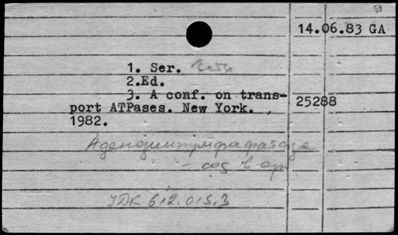 14.06.83 GA
1. Ser.
2.Ed.
3. A conf. on trans-
port ATPases. New York. ,
1982.
25288
Аденозинтрифосфатазы
УДК 612.015.3